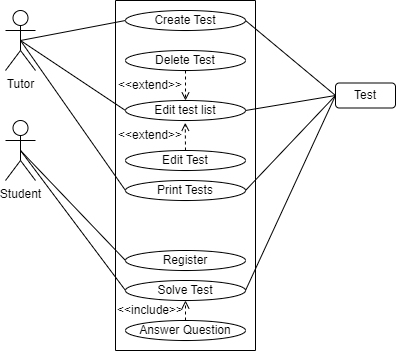 Create Test
Delete Test
Tutor
<<extend>>
Test
Edit test list
<<extend>>
Edit Test
Student
Print Tests
Register
Solve Test
<<include>>
Answer Question